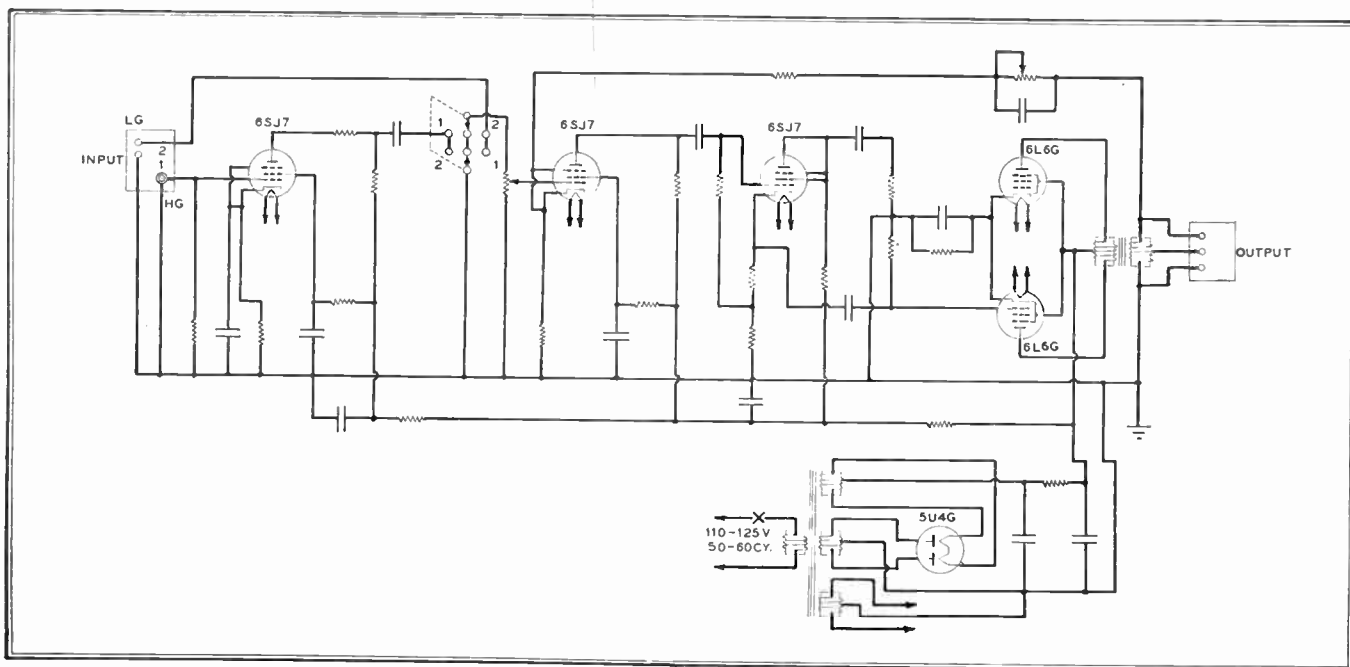 LG
INPUT
2
1
HG
6SJ7
1
2
2
1
6SJ7
6SJ7
6L6G
6L6G
OUTPUT
110-125V
50-60CY.
5U4G